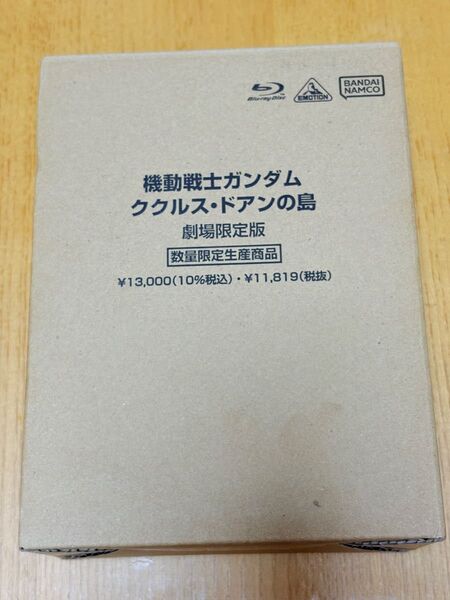 Blu-ray Disc
EMOTION
BANDAI
NAMCO
機動戦士ガンダム
ククルス・ドアンの島
劇場限定版
数量限定生産商品
¥13,000(10%税込)・¥11,819(税抜)